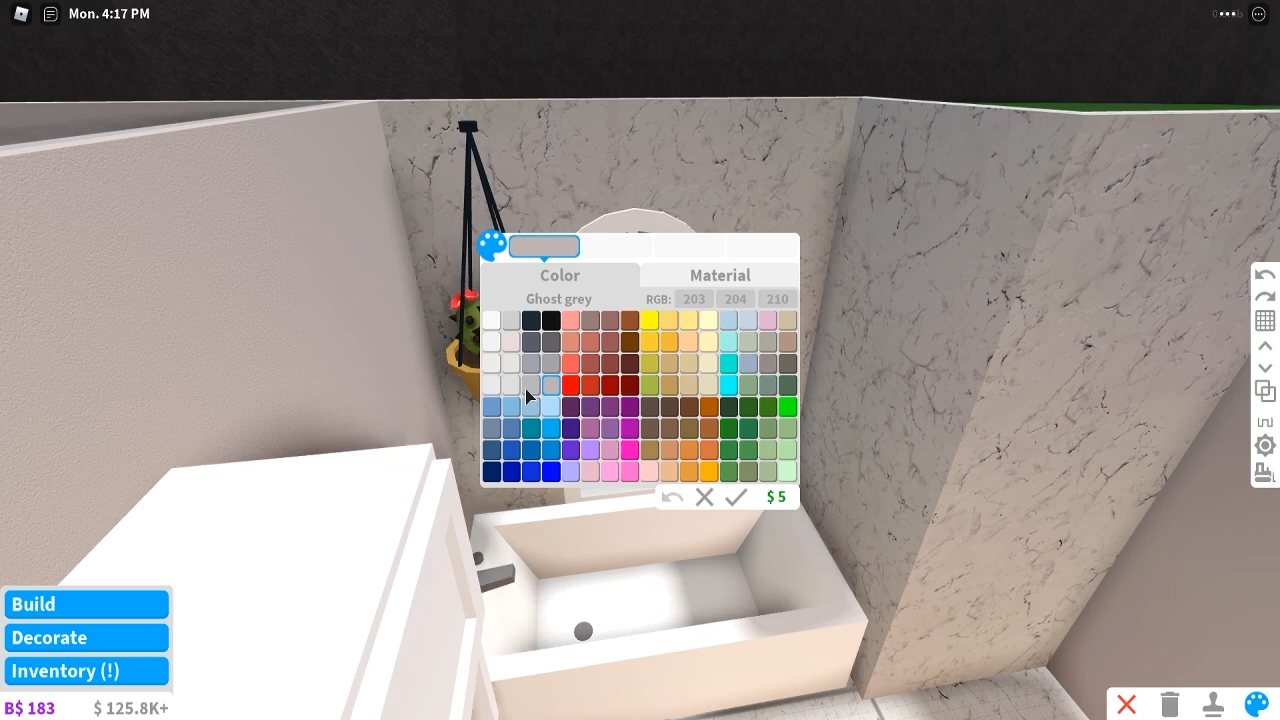 Mon. 4:17 PM
Color
Material
Ghost grey
RGB: 203 204 210
$ 5
Build
Decorate
Inventory (!)
B$ 183 $ 125.8K+